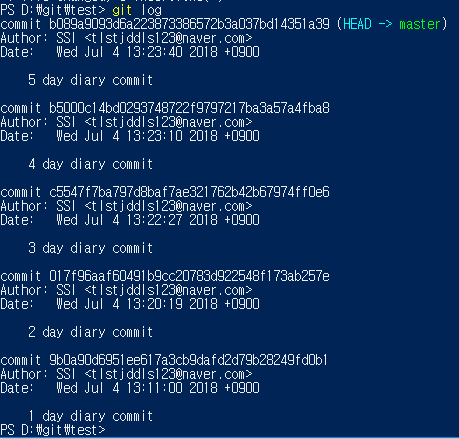 PS D:\git\test> git log
commit b089a9093d6a223873386572b3a037bd14351a39 (HEAD -> master)
Author: SSI <tlstjddls123@naver.com>
Date:   Wed Jul 4 13:23:40 2018 +0900
5 day diary commit
commit b5000c14bd0293748722f9797217ba3a57a4fba8
Author: SSI <tlstjddls123@naver.com>
Date:   Wed Jul 4 13:23:10 2018 +0900
4 day diary commit
commit c5547f7ba797d8baf7ae321762b42b67974ff0e6
Author: SSI <tlstjddls123@naver.com>
Date:   Wed Jul 4 13:22:27 2018 +0900
3 day diary commit
commit 017f96aaf60491b9cc20783d922548f173ab257e
Author: SSI <tlstjddls123@naver.com>
Date:   Wed Jul 4 13:20:19 2018 +0900
2 day diary commit
commit 9b0a90d6951ee617a3cb9dafd2d79b28249fd0b1
Author: SSI <tlstjddls123@naver.com>
Date:   Wed Jul 4 13:11:00 2018 +0900
1 day diary commit
PS D:\git\test>